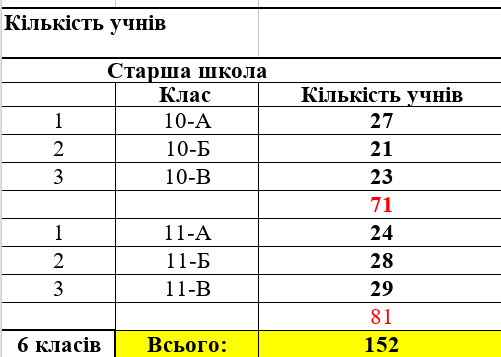 Кількість учнів
Старша школа
Клас Кількість учнів
1 10-А 27
2 10-Б 21
3 10-В 23
71
1 11-А 24
2 11-Б 28
3 11-В 29
81
6 класів Всього: 152